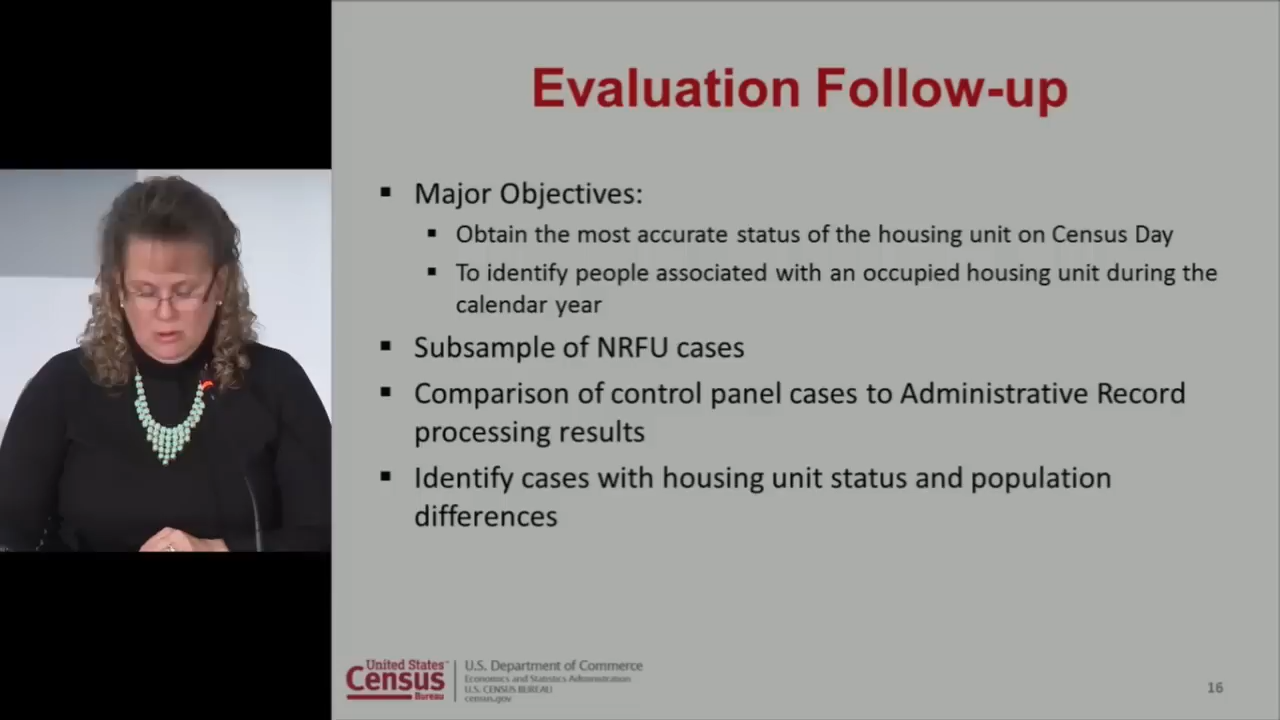 Evaluation Follow-up
▪ Major Objectives:
▪ Obtain the most accurate status of the housing unit on Census Day
▪ To identify people associated with an occupied housing unit during the
calendar year
▪ Subsample of NRFU cases
▪ Comparison of control panel cases to Administrative Record
processing results
▪ Identify cases with housing unit status and population
differences
United States™
Census
Bureau
U.S. Department of Commerce
Economics and Statistics Administration
U.S. CENSUS BUREAU
census.gov
16